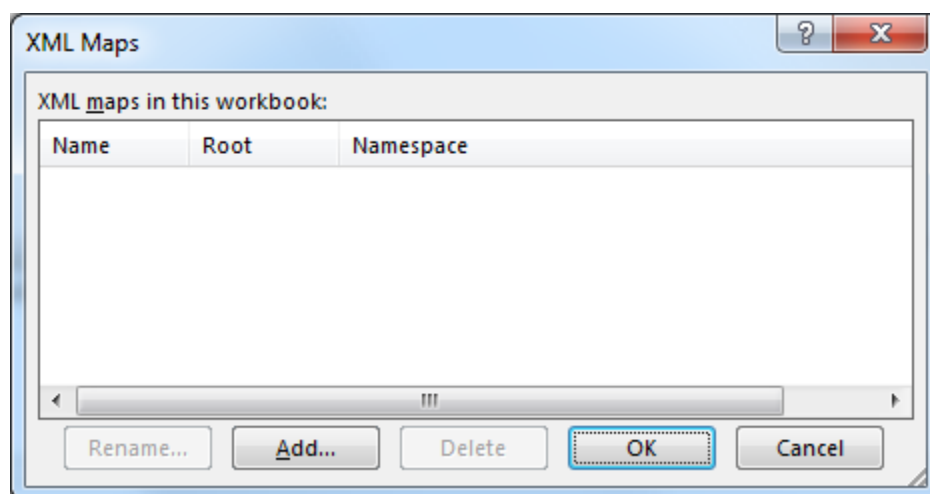 XML Maps
XML maps in this workbook:
Name Root Namespace
Rename... Add... Delete OK Cancel